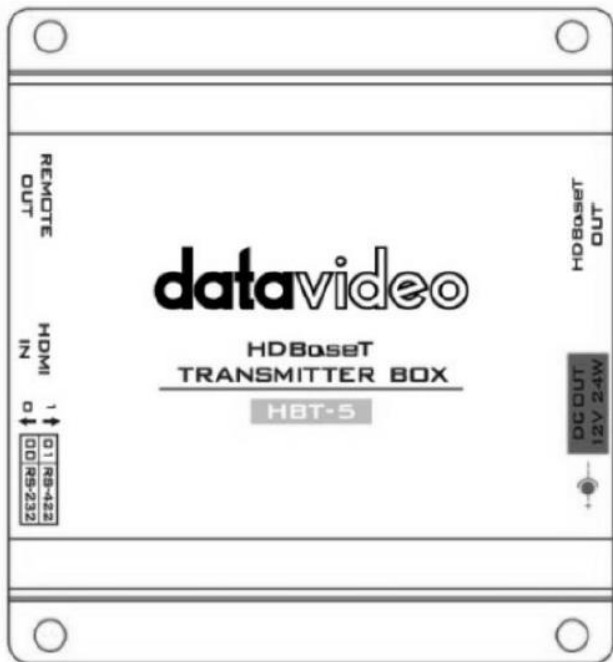 REMOTE
OUT
HDMI
IN
1 ↑
0 ↓
01 RS-422
00 RS-232
datavideo
HDBaseT
TRANSMITTER BOX
HBT-5
HDBaseT
OUT
DC OUT
12V 24W